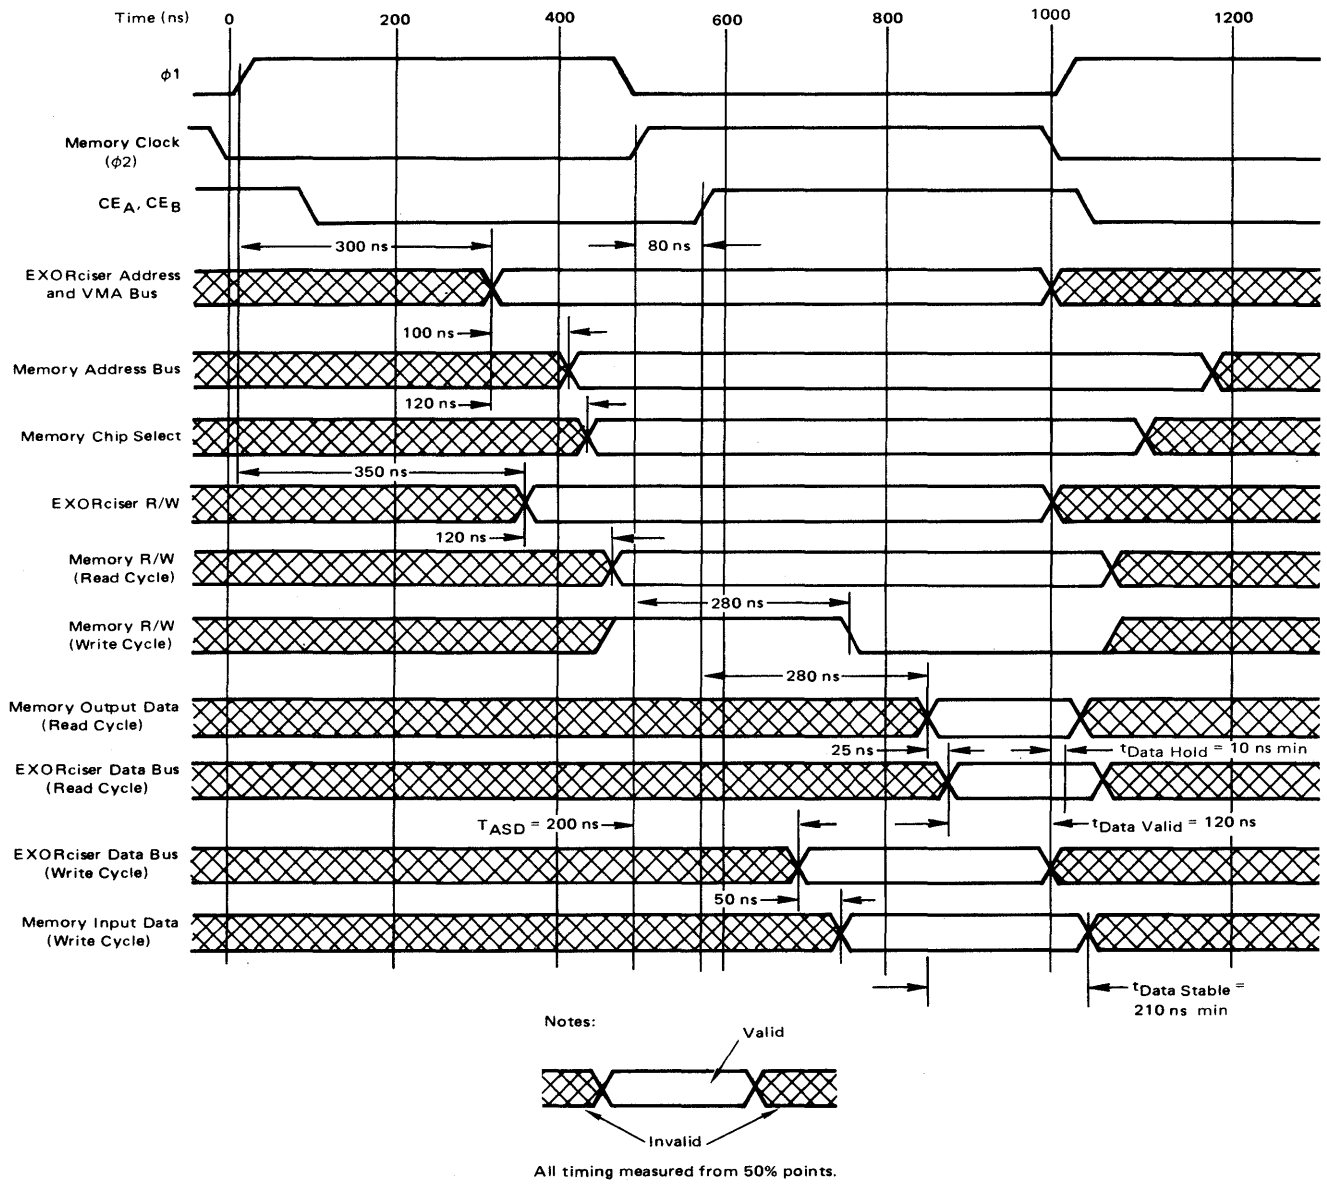 Time (ns) 0 200 400 600 800 1000 1200
ϕ1
Memory Clock
(ϕ2)
CEA, CEB
300 ns
80 ns
EXORciser Address
and VMA Bus
100 ns
Memory Address Bus
120 ns
Memory Chip Select
350 ns
EXORciser R/W
120 ns
Memory R/W
(Read Cycle)
280 ns
Memory R/W
(Write Cycle)
280 ns
Memory Output Data
(Read Cycle)
25 ns
tData Hold = 10 ns min
EXORciser Data Bus
(Read Cycle)
TASD = 200 ns
tData Valid = 120 ns
EXORciser Data Bus
(Write Cycle)
50 ns
Memory Input Data
(Write Cycle)
tData Stable =
210 ns min
Notes:
Valid
Invalid
All timing measured from 50% points.